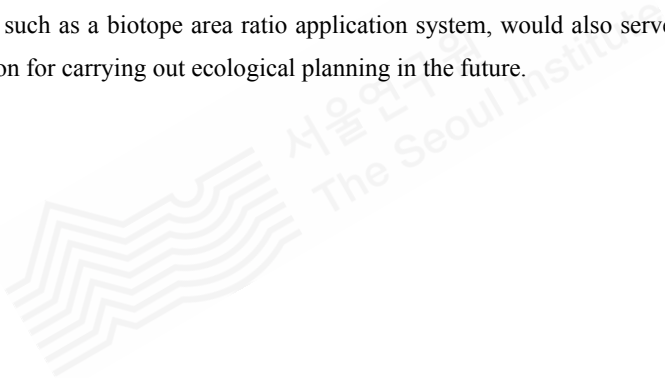 such as a biotope area ratio application system, would also serve
on for carrying out ecological planning in the future.
서울연구원
The Seoul Institute